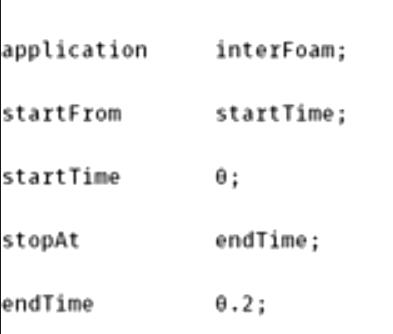 application     interFoam;
startFrom       startTime;
startTime       0;
stopAt          endTime;
endTime         0.2;